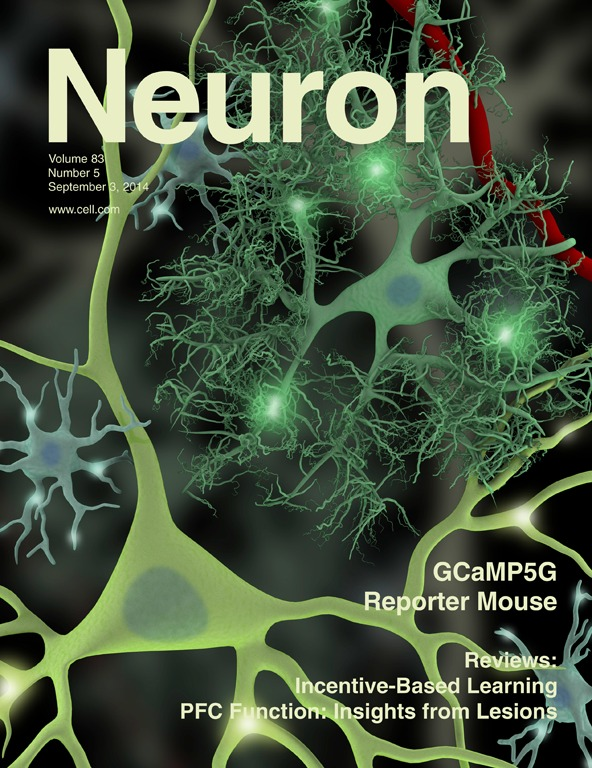 Neuron
Volume 83
Number 5
September 3, 2014
www.cell.com
GCaMP5G
Reporter Mouse
Reviews:
Incentive-Based Learning
PFC Function: Insights from Lesions